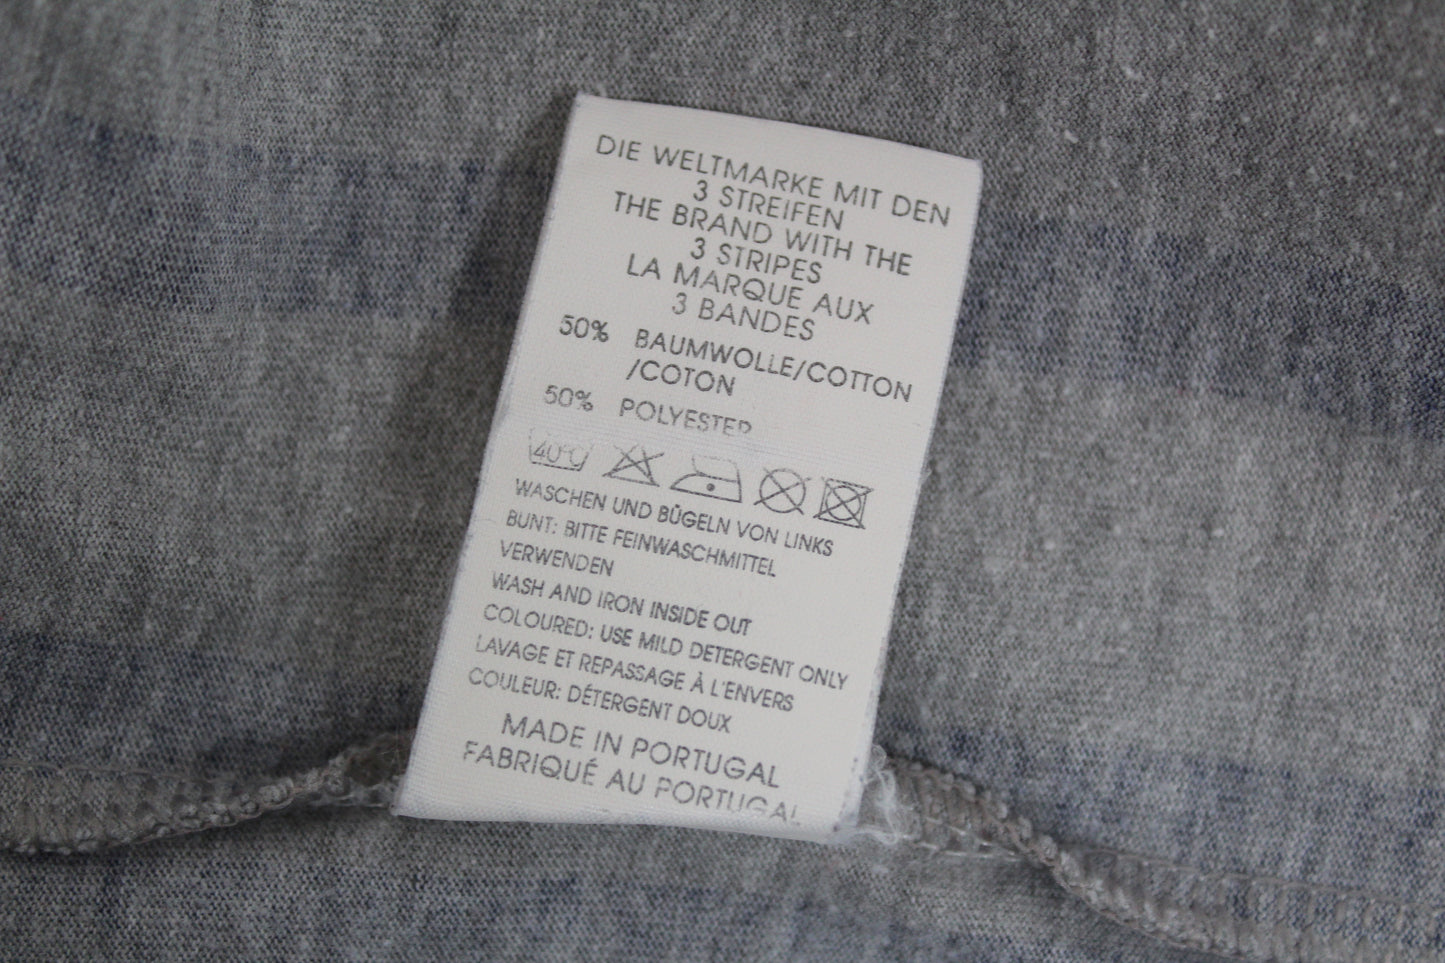 DIE WELTMARKE MIT DEN
3 STREIFEN
THE BRAND WITH THE
3 STRIPES
LA MARQUE AUX
3 BANDES
50% BAUMWOLLE/COTTON
/COTON
50% POLYESTER
40°C
WASCHEN UND BÜGELN VON LINKS
BUNT: BITTE FEINWASCHMITTEL
VERWENDEN
WASH AND IRON INSIDE OUT
COLOURED: USE MILD DETERGENT ONLY
LAVAGE ET REPASSAGE À L'ENVERS
COULEUR: DÉTERGENT DOUX
MADE IN PORTUGAL
FABRIQUÉ AU PORTUGAL